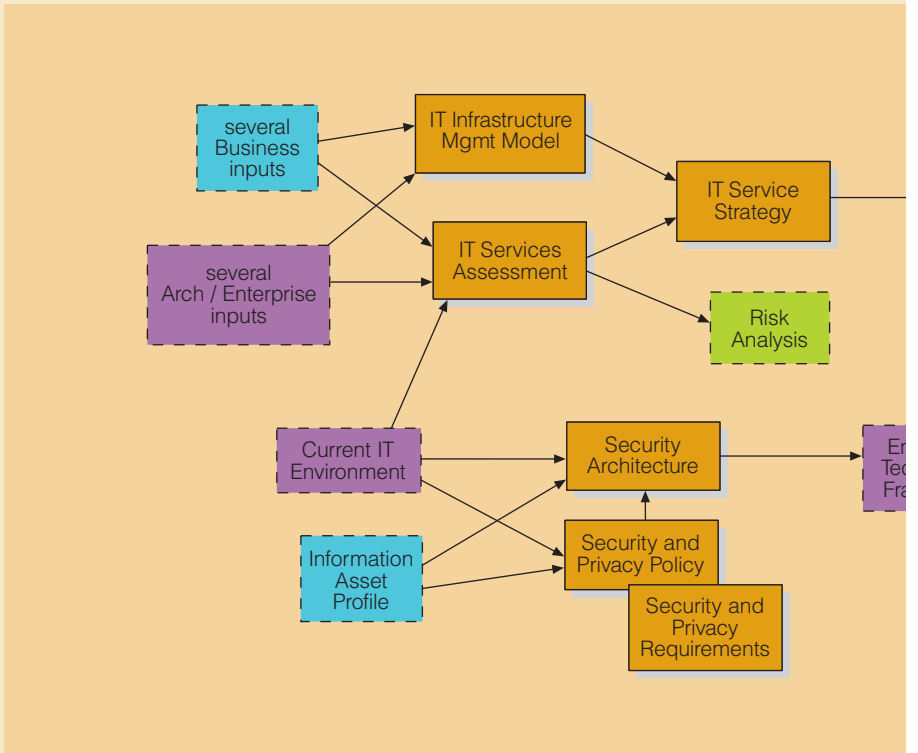 several
Business
inputs
IT Infrastructure
Mgmt Model
IT Service
Strategy
several
Arch / Enterprise
inputs
IT Services
Assessment
Risk
Analysis
Current IT
Environment
Security
Architecture
Information
Asset
Profile
Security and
Privacy Policy
Security and
Privacy
Requirements